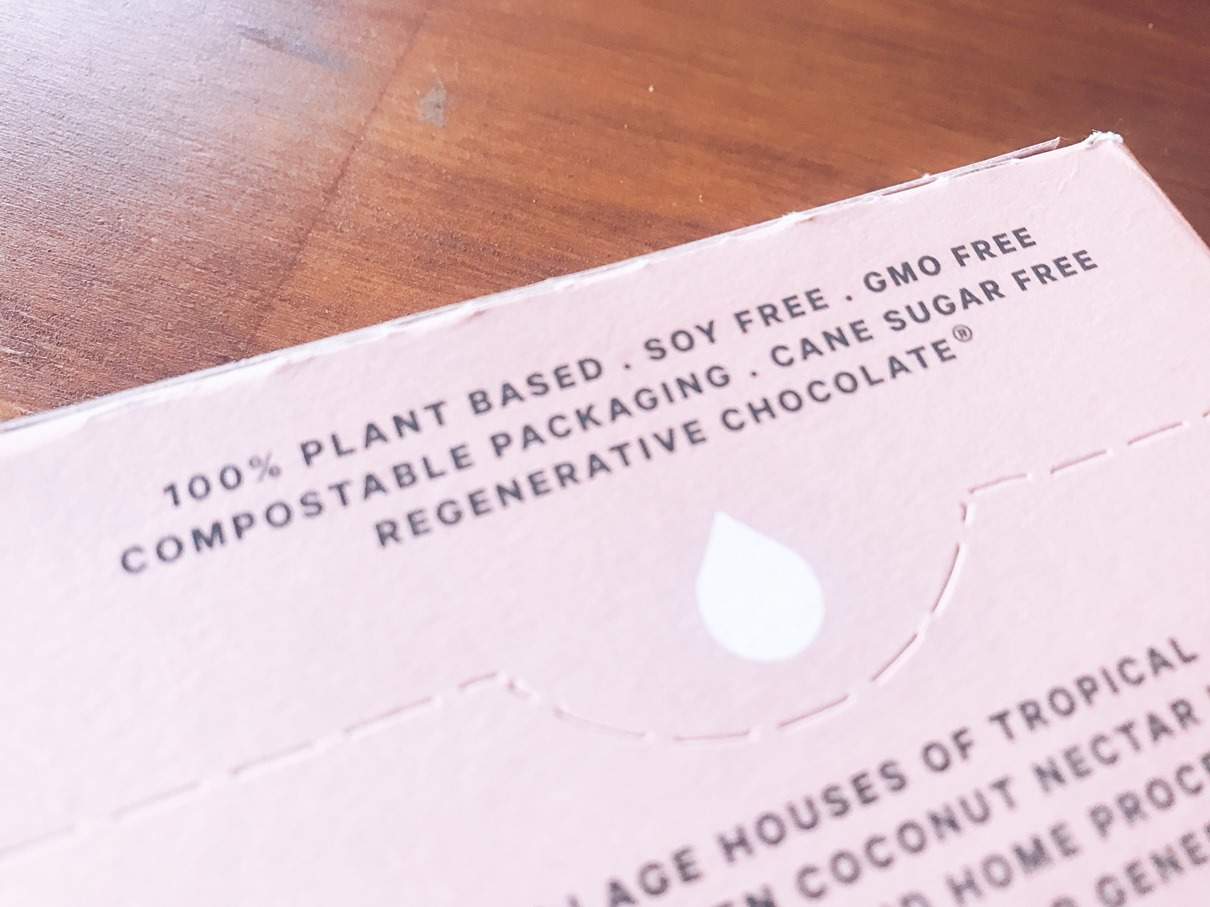 100% PLANT BASED . SOY FREE . GMO FREE
COMPOSTABLE PACKAGING . CANE SUGAR FREE
REGENERATIVE CHOCOLATE®
HOUSES OF TROPICAL
COCONUT NECTAR
HOME